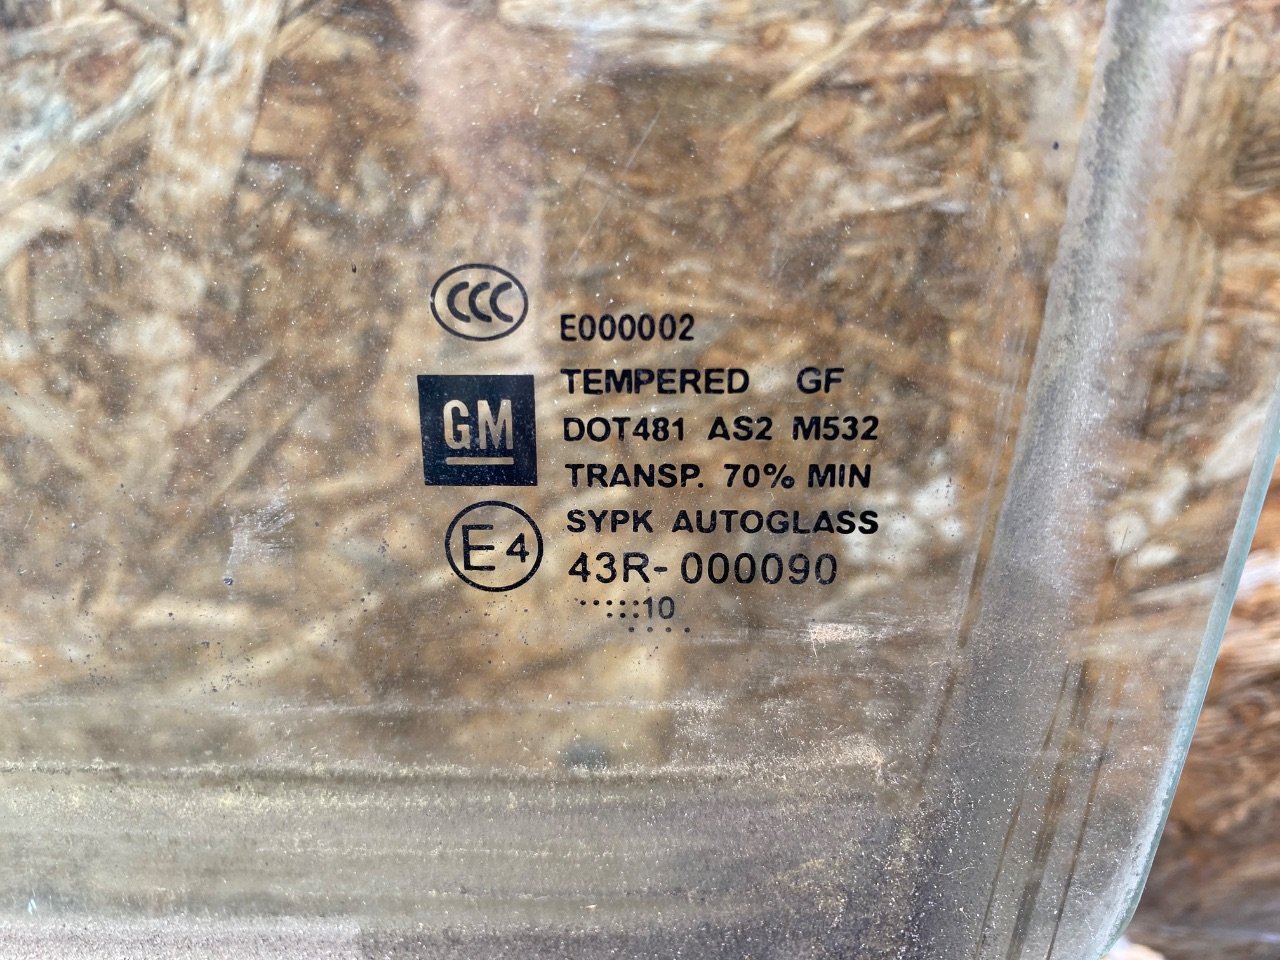 CCC
E000002
TEMPERED GF
GM
DOT481 AS2 M532
TRANSP. 70% MIN
SYPK AUTOGLASS
E4
43R-000090
·····:::10
····